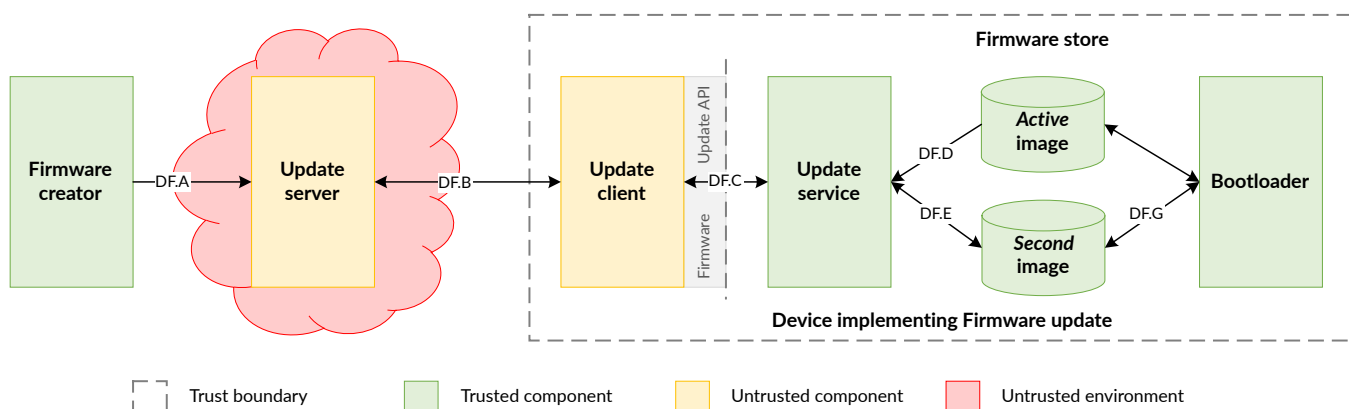 Firmware store
Firmware
creator
DF.A
Update
server
DF.B
Update
client
Firmware Update API
DF.C
Update
service
DF.D
DF.E
Active
image
Second
image
DF.G
Bootloader
Device implementing Firmware update
Trust boundary
Trusted component
Untrusted component
Untrusted environment